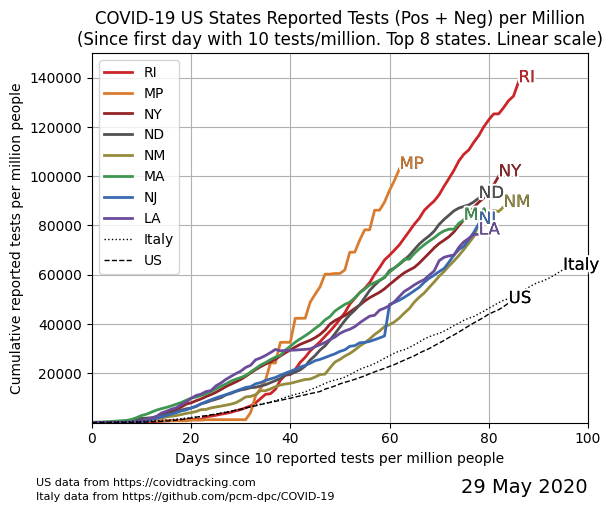 COVID-19 US States Reported Tests (Pos + Neg) per Million
(Since first day with 10 tests/million. Top 8 states. Linear scale)
Cumulative reported tests per million people
140000
120000
100000
80000
60000
40000
20000
RI
MP
NY
ND
NM
MA
NJ
LA
Italy
US
RI
MP
NY
ND
NM
M
NJ
LA
Italy
US
0
20
40
60
80
100
Days since 10 reported tests per million people
US data from https://covidtracking.com
Italy data from https://github.com/pcm-dpc/COVID-19
29 May 2020